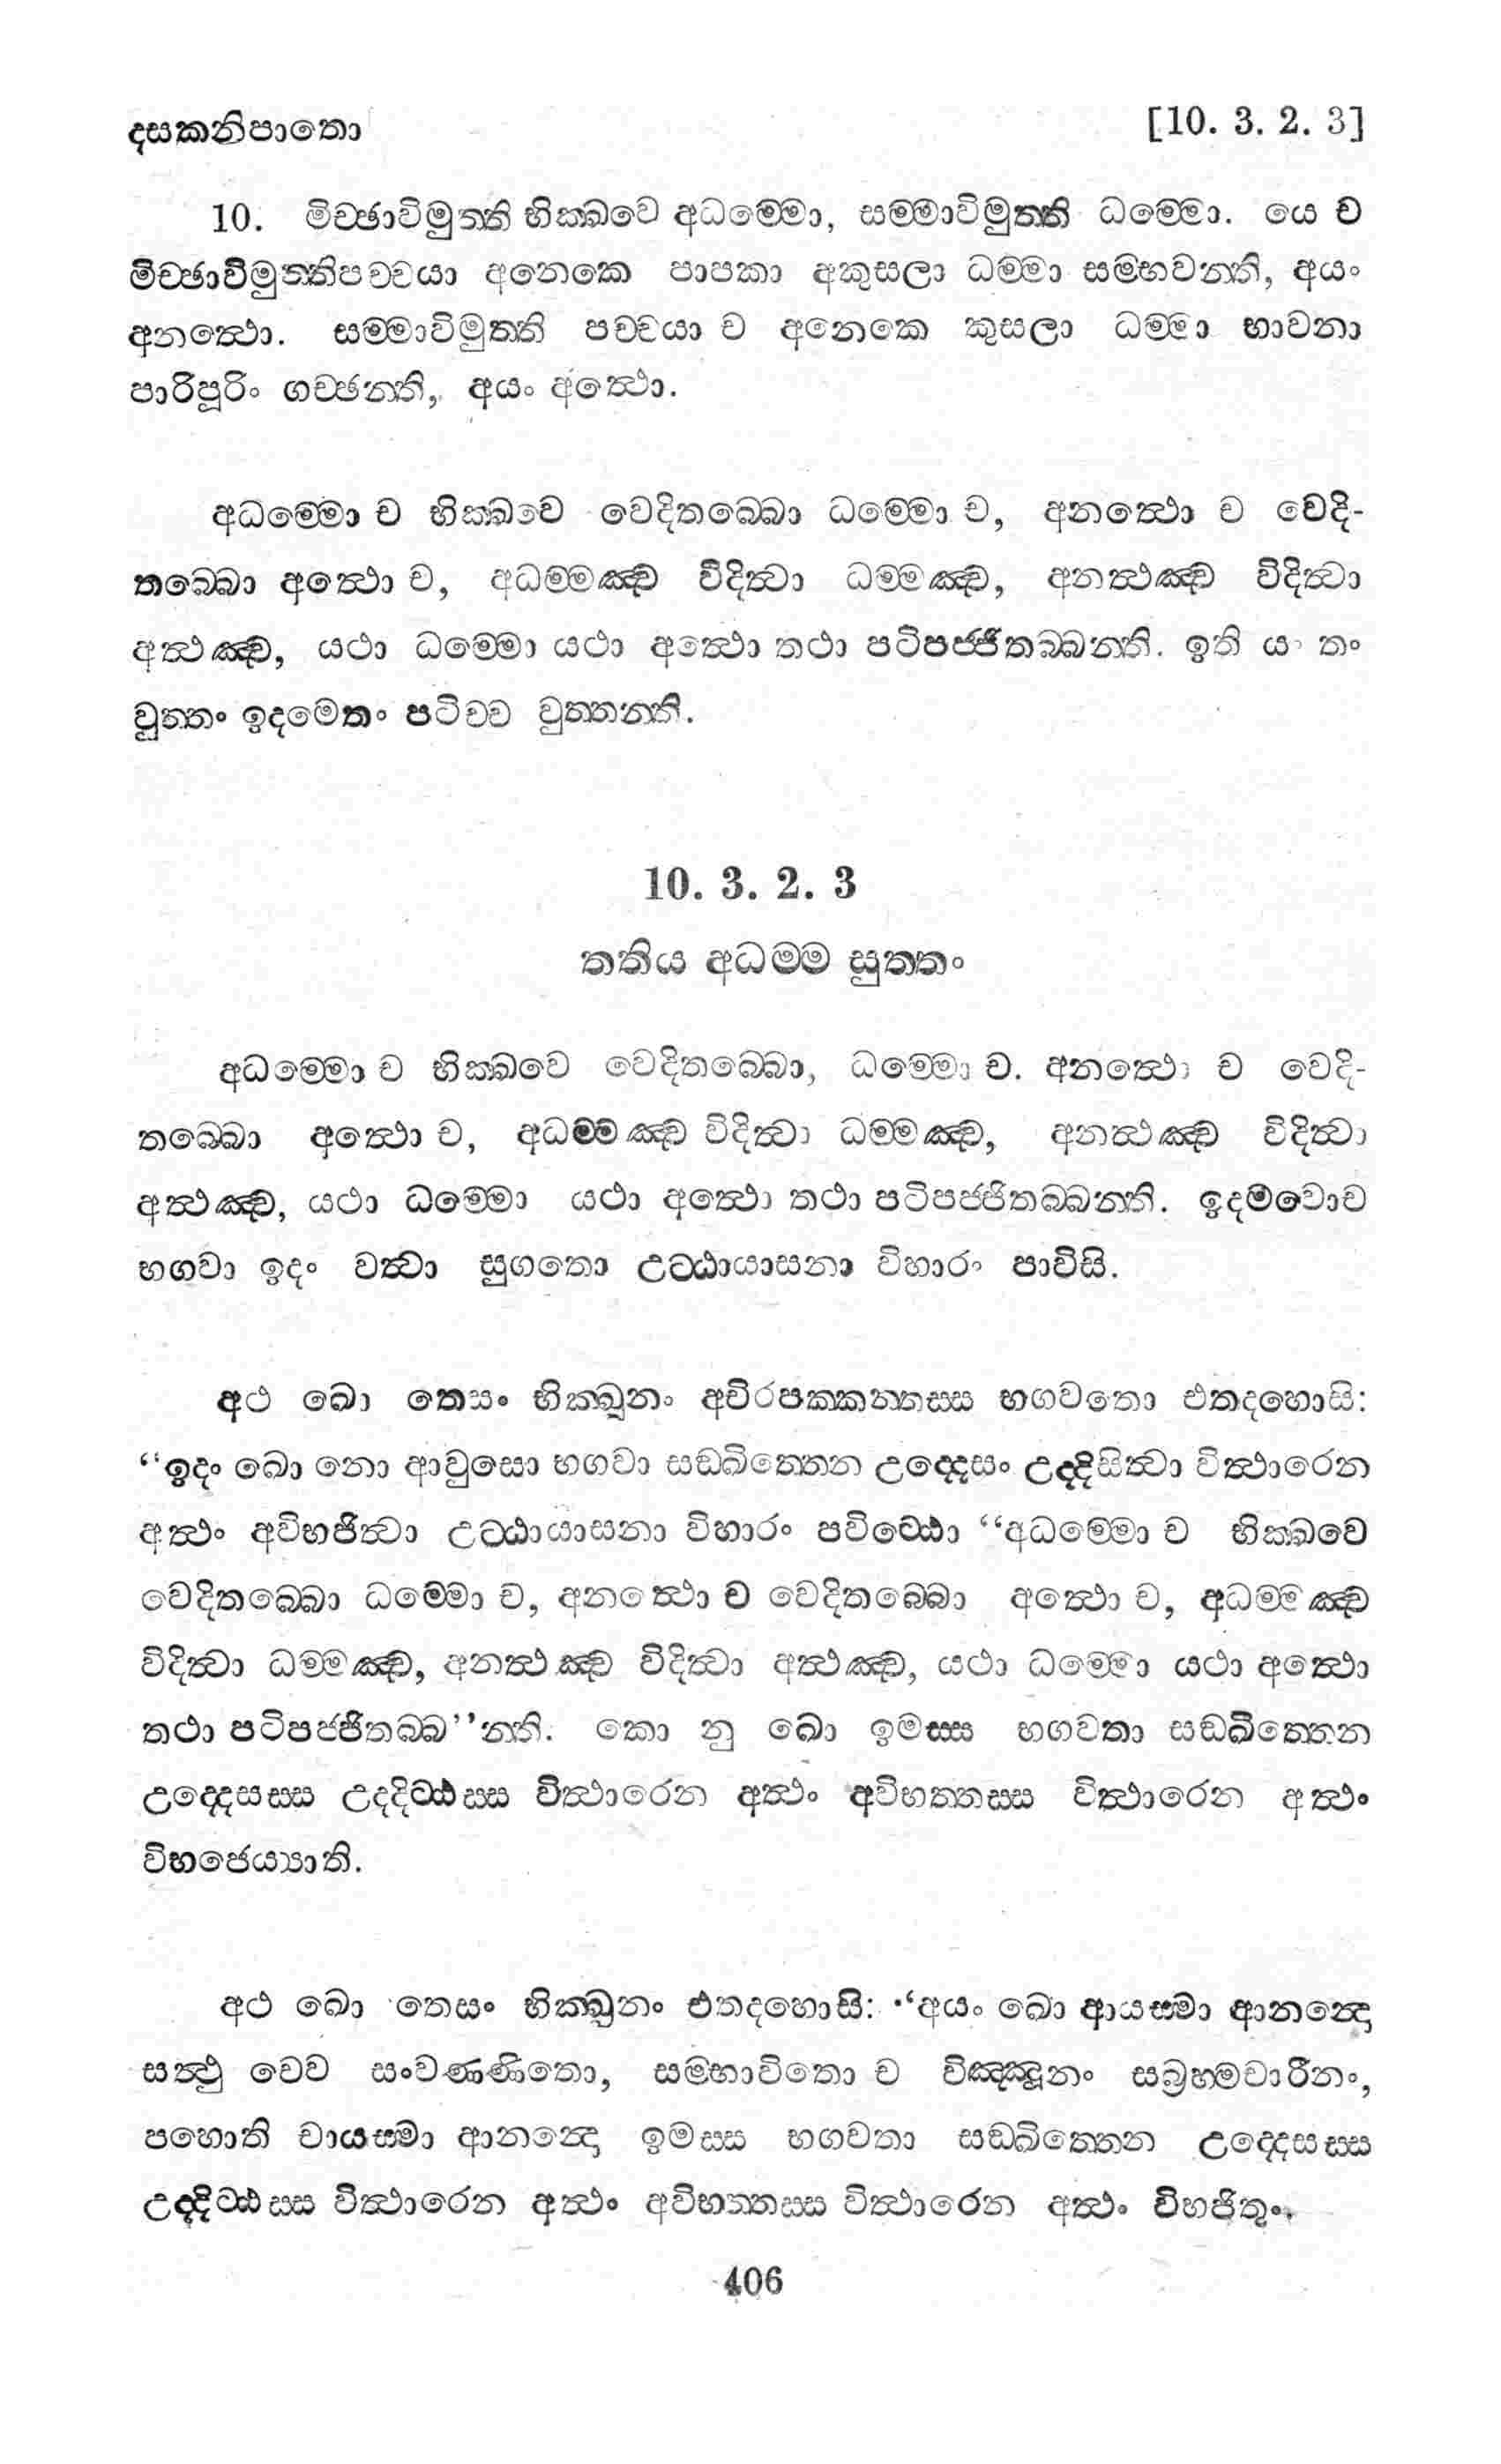 දසකනිපාතො [10. 3. 2. 3]
10. මිච්ඡාවිමුත්ති භික්ඛවෙ අධම්මො, සම්මාවිමුත්ති ධම්මො. යෙ ච
මිච්ඡාවිමුත්තිපච්චයා අනෙකෙ පාපකා අකුසලා ධම්මා සම්භවන්ති, අයං
අනත්ථො. සම්මාවිමුත්ති පච්චයා ච අනෙකෙ කුසලා ධම්මා භාවනා
පාරිපූරිං ගච්ඡන්ති, අයං අත්ථො.
අධම්මො ච භික්ඛවෙ වෙදිතබ්බො ධම්මො ච, අනත්ථො ච වෙදි-
තබ්බො අත්ථො ච, අධම්මඤ්ච විදිත්වා ධම්මඤ්ච, අනත්ථඤ්ච විදිත්වා
අත්ථඤ්ච, යථා ධම්මො යථා අත්ථො තථා පටිපජ්ජිතබ්බන්ති. ඉති යං තං
වුත්තං ඉදමෙතං පටිච්ච වුත්තන්ති.
10. 3. 2. 3
තතිය අධම්ම සුත්තං
අධම්මො ච භික්ඛවෙ වෙදිතබ්බො, ධම්මො ච. අනත්ථො ච වෙදි-
තබ්බො අත්ථො ච, අධම්මඤ්ච විදිත්වා ධම්මඤ්ච, අනත්ථඤ්ච විදිත්වා
අත්ථඤ්ච, යථා ධම්මො යථා අත්ථො තථා පටිපජ්ජිතබ්බන්ති. ඉදමවොච
භගවා ඉදං වත්වා සුගතො උට්ඨායාසනා විහාරං පාවිසි.
අථ ඛො තෙසං භික්ඛූනං අචිරපක්කන්තස්ස භගවතො එතදහොසි:
“ඉදං ඛො නො ආවුසො භගවා සඞ්ඛිත්තෙන උද්දෙසං උද්දිසිත්වා විත්ථාරෙන
අත්ථං අවිභජිත්වා උට්ඨායාසනා විහාරං පවිට්ඨො “අධම්මො ච භික්ඛවෙ
වෙදිතබ්බො ධම්මො ච, අනත්ථො ච වෙදිතබ්බො අත්ථො ච, අධම්මඤ්ච
විදිත්වා ධම්මඤ්ච, අනත්ථඤ්ච විදිත්වා අත්ථඤ්ච, යථා ධම්මො යථා අත්ථො
තථා පටිපජ්ජිතබ්බ”න්ති. කො නු ඛො ඉමස්ස භගවතා සඞ්ඛිත්තෙන
උද්දෙසස්ස උද්දිට්ඨස්ස විත්ථාරෙන අත්ථං අවිභත්තස්ස විත්ථාරෙන අත්ථං
විභජෙය්‍යාති.
අථ ඛො තෙසං භික්ඛූනං එතදහොසි: “අයං ඛො ආයස්මා ආනන්දො
සත්ථු චෙව සංවණ්ණිතො, සම්භාවිතො ච විඤ්ඤූනං සබ්‍රහ්මචාරීනං,
පහොති චායස්මා ආනන්දො ඉමස්ස භගවතා සඞ්ඛිත්තෙන උද්දෙසස්ස
උද්දිට්ඨස්ස විත්ථාරෙන අත්ථං අවිභත්තස්ස විත්ථාරෙන අත්ථං විභජිතුං.
406